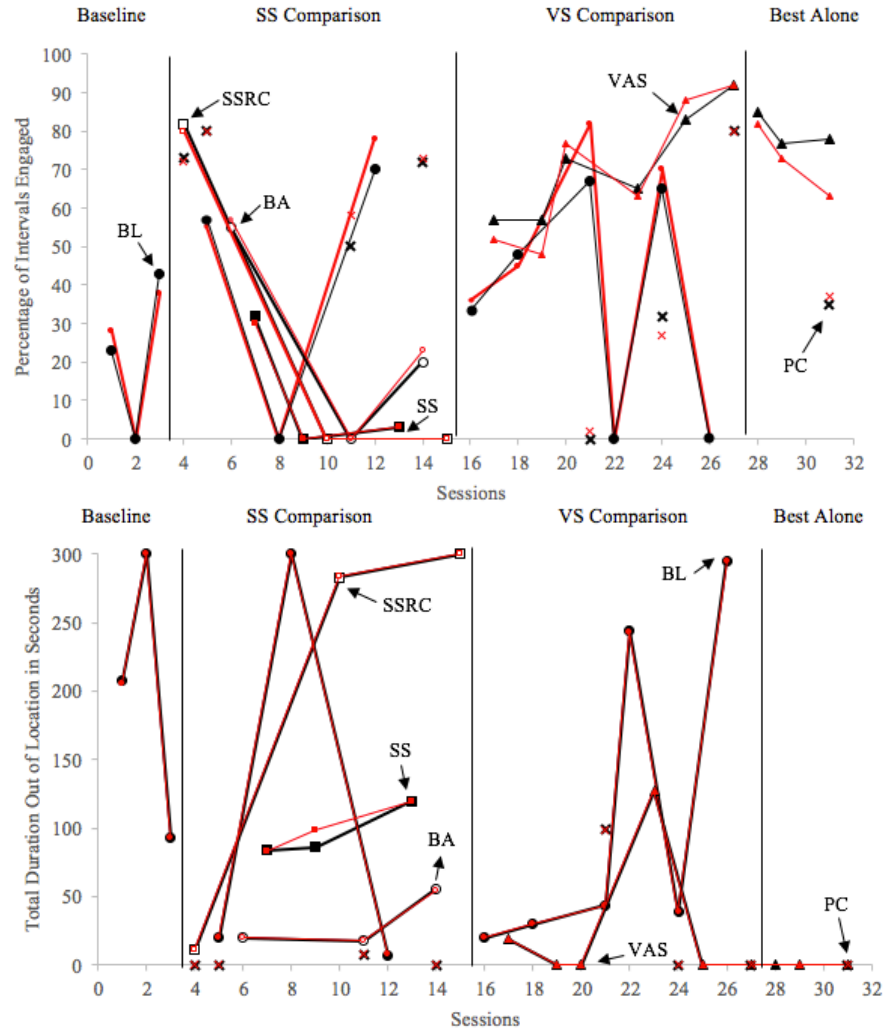 Baseline SS Comparison VS Comparison Best Alone
Percentage of Intervals Engaged
100
90
80
70
60
50
40
30
20
10
0
SSRC
BA
BL
SS
VAS
PC
0 2 4 6 8 10 12 14 16 18 20 22 24 26 28 30 32
Sessions
Baseline SS Comparison VS Comparison Best Alone
Total Duration Out of Location in Seconds
300
250
200
150
100
50
0
BL
SSRC
SS
BA
VAS
PC
0 2 4 6 8 10 12 14 16 18 20 22 24 26 28 30 32
Sessions